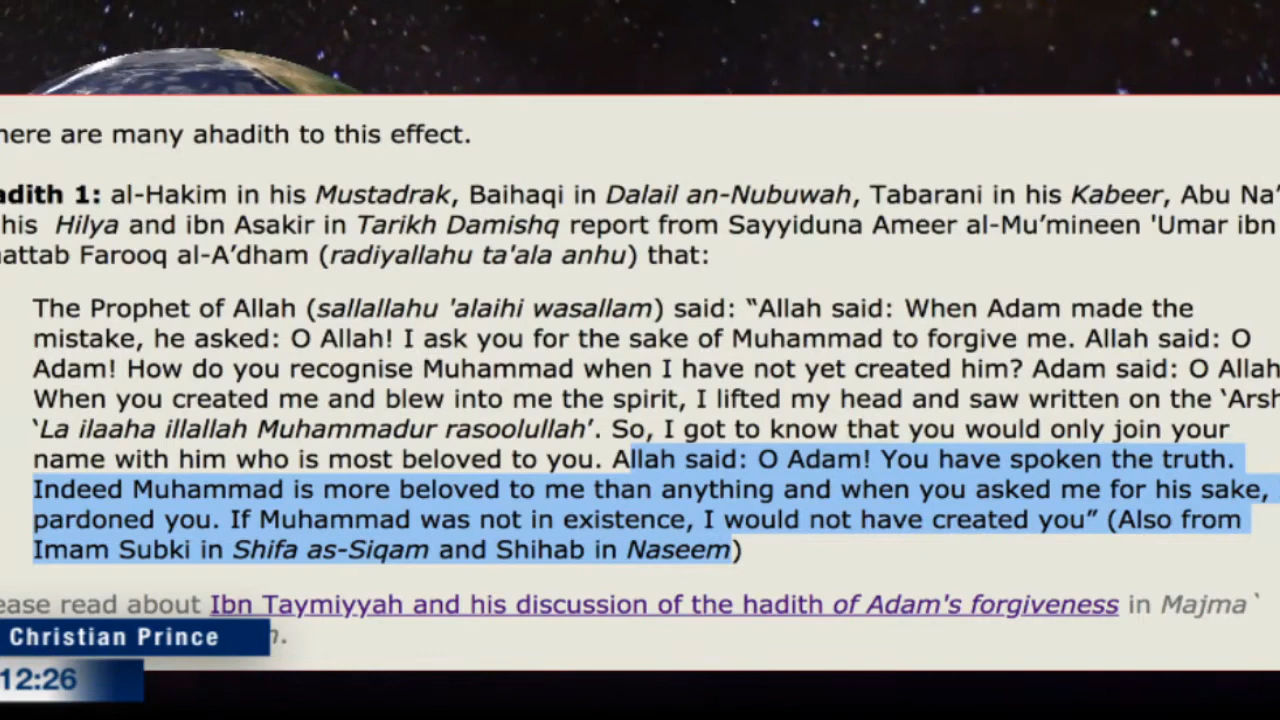 here are many ahadith to this effect.
adith 1: al-Hakim in his Mustadrak, Baihaqi in Dalail an-Nubuwah, Tabarani in his Kabeer, Abu Na'
his Hilya and ibn Asakir in Tarikh Damishq report from Sayyiduna Ameer al-Mu’mineen 'Umar ibn
attab Farooq al-A’dham (radiyallahu ta'ala anhu) that:
The Prophet of Allah (sallallahu 'alaihi wasallam) said: “Allah said: When Adam made the
mistake, he asked: O Allah! I ask you for the sake of Muhammad to forgive me. Allah said: O
Adam! How do you recognise Muhammad when I have not yet created him? Adam said: O Allah
When you created me and blew into me the spirit, I lifted my head and saw written on the ‘Arsh
‘La ilaaha illallah Muhammadur rasoolullah’. So, I got to know that you would only join your
name with him who is most beloved to you. Allah said: O Adam! You have spoken the truth.
Indeed Muhammad is more beloved to me than anything and when you asked me for his sake,
pardoned you. If Muhammad was not in existence, I would not have created you” (Also from
Imam Subki in Shifa as-Siqam and Shihab in Naseem)
ease read about Ibn Taymiyyah and his discussion of the hadith of Adam's forgiveness in Majma`
Christian Prince
12:26